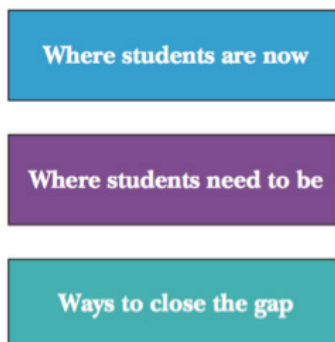 Where students are now
Where students need to be
Ways to close the gap